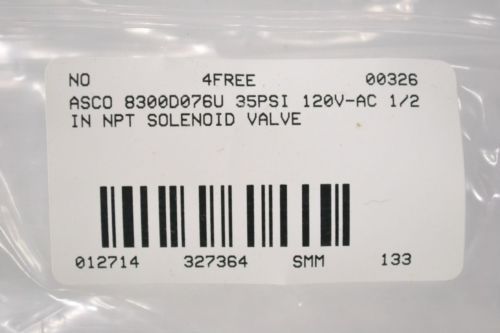 NO 4FREE 00326
ASCO 8300D076U 35PSI 120V-AC 1/2
IN NPT SOLENOID VALVE
012714 327364 SMM 133